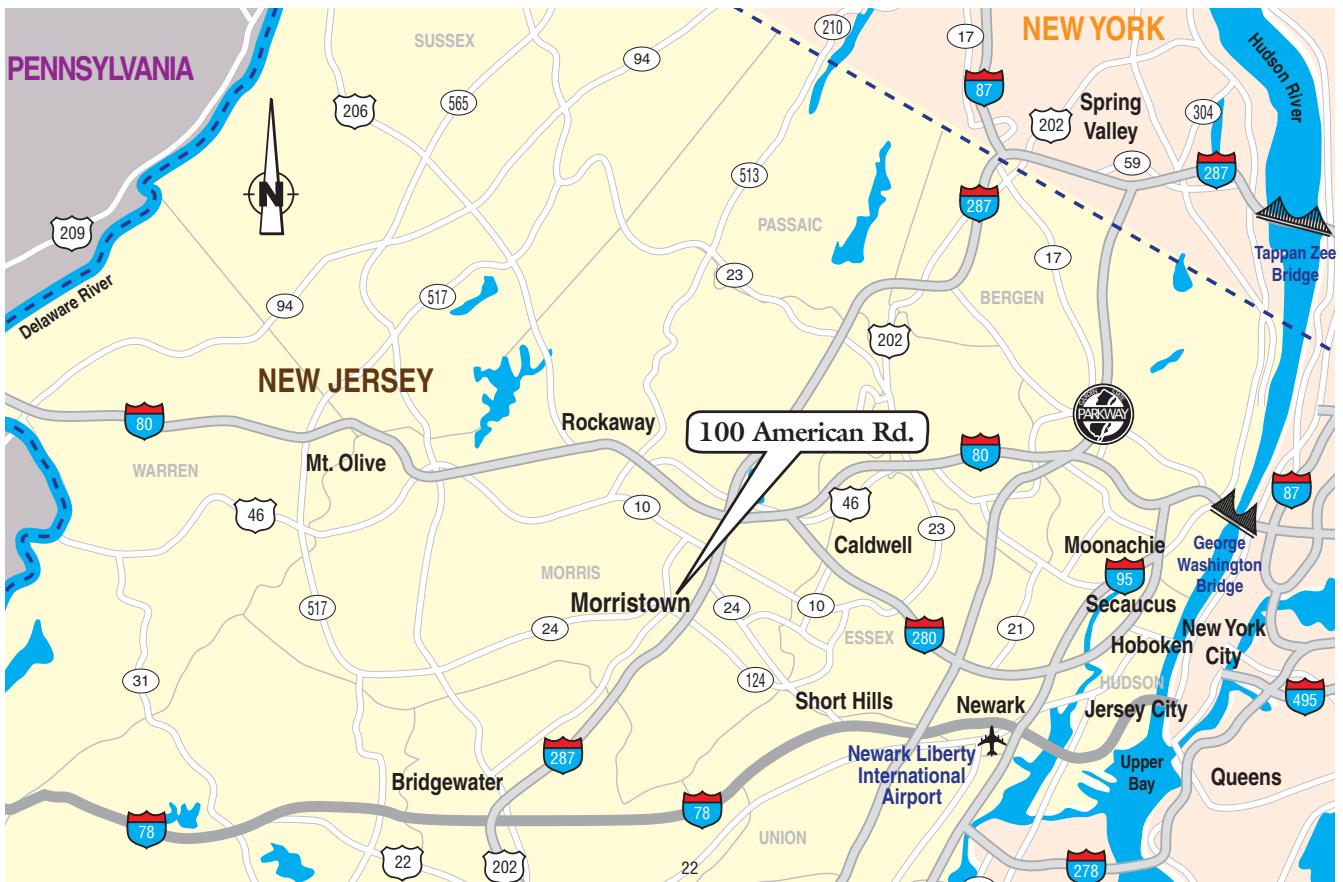 SUSSEX
210
17
NEW YORK
PENNSYLVANIA
94
Hudson River
87
206
565
202
Spring
Valley
304
59
287
513
N
287
209
PASSAIC
Tappan Zee
Bridge
17
23
Delaware River
94
517
BERGEN
202
NEW JERSEY
PARKWAY
80
Rockaway
100 American Rd.
80
Mt. Olive
WARREN
87
46
10
46
23
Caldwell
Moonachie
George
Washington
Bridge
MORRIS
95
517
Morristown
24
10
Secaucus
24
280
21
ESSEX
Hoboken
New York
City
31
124
HUDSON
495
Short Hills
Newark
Jersey City
287
Newark Liberty
International
Airport
Upper
Bay
Queens
Bridgewater
78
78
UNION
22
202
22
278